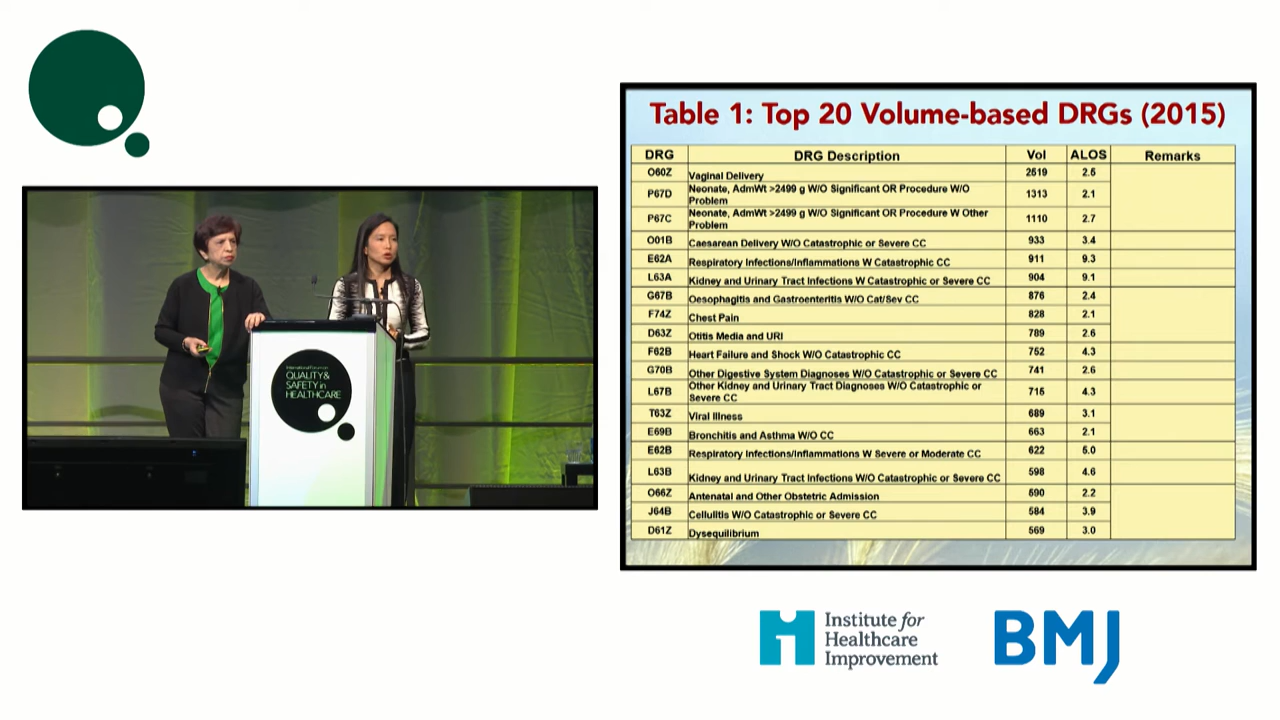 International Forum on
QUALITY &
SAFETY in
HEALTHCARE
Table 1: Top 20 Volume-based DRGs (2015)
DRG DRG Description Vol ALOS Remarks
O60Z Vaginal Delivery 2519 2.5
P67D Neonate, AdmWt >2499 g W/O Significant OR Procedure W/O
Problem 1313 2.1
P67C Neonate, AdmWt >2499 g W/O Significant OR Procedure W Other
Problem 1110 2.7
O01B Caesarean Delivery W/O Catastrophic or Severe CC 933 3.4
E62A Respiratory Infections/Inflammations W Catastrophic CC 911 9.3
L63A Kidney and Urinary Tract Infections W Catastrophic or Severe CC 904 9.1
G67B Oesophagitis and Gastroenteritis W/O Cat/Sev CC 876 2.4
F74Z Chest Pain 828 2.1
D63Z Otitis Media and URI 789 2.6
F62B Heart Failure and Shock W/O Catastrophic CC 752 4.3
G70B Other Digestive System Diagnoses W/O Catastrophic or Severe CC 741 2.6
L67B Other Kidney and Urinary Tract Diagnoses W/O Catastrophic or
Severe CC 715 4.3
T63Z Viral Illness 689 3.1
E69B Bronchitis and Asthma W/O CC 663 2.1
E62B Respiratory Infections/Inflammations W Severe or Moderate CC 622 5.0
L63B Kidney and Urinary Tract Infections W/O Catastrophic or Severe CC 598 4.6
O66Z Antenatal and Other Obstetric Admission 590 2.2
J64B Cellulitis W/O Catastrophic or Severe CC 584 3.9
D61Z Dysequilibrium 569 3.0
Institute for
Healthcare
Improvement
BMJ